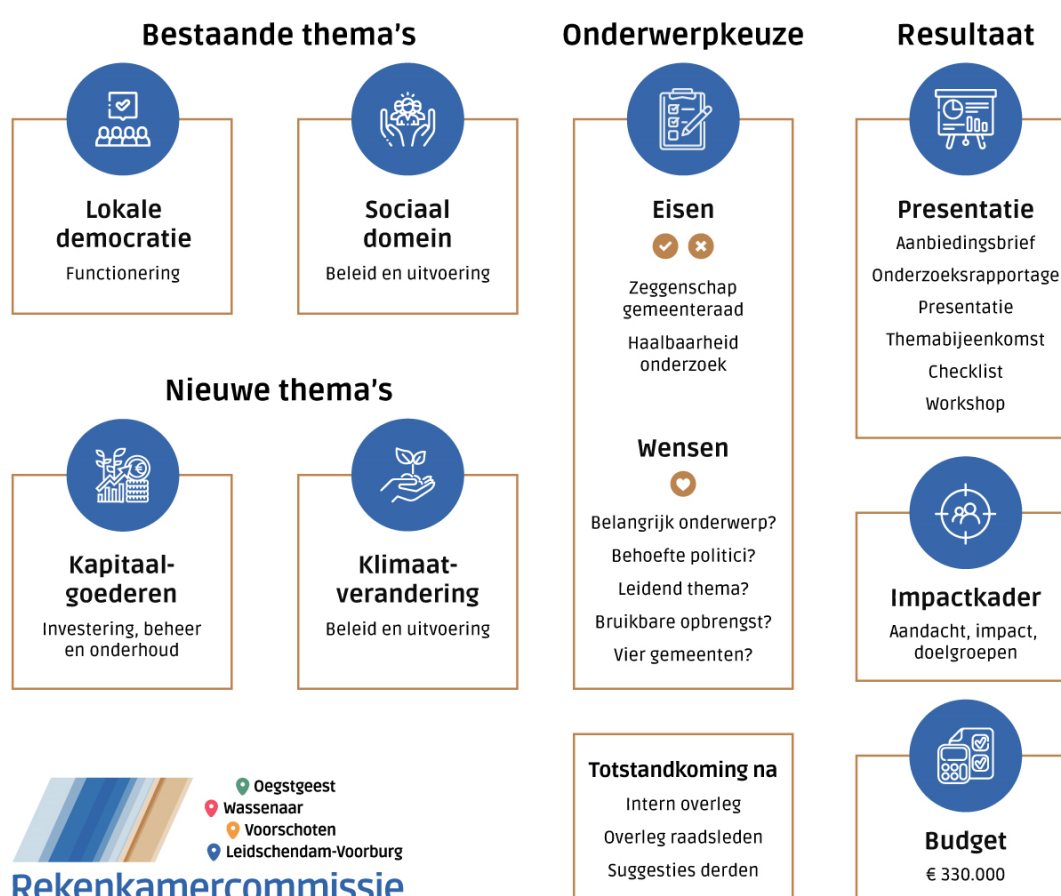 Bestaande thema's
Lokale
democratie
Functionering
Sociaal
domein
Beleid en uitvoering
Nieuwe thema's
Kapitaal-
goederen
Investering, beheer
en onderhoud
Klimaat-
verandering
Beleid en uitvoering
Oegstgeest
Wassenaar
Voorschoten
Leidschendam-Voorburg
Rekenkamercommissie
Onderwerpkeuze
Eisen
Zeggenschap
gemeenteraad
Haalbaarheid
onderzoek
Wensen
Belangrijk onderwerp?
Behoefte politici?
Leidend thema?
Bruikbare opbrengst?
Vier gemeenten?
Totstandkoming na
Intern overleg
Overleg raadsleden
Suggesties derden
Resultaat
Presentatie
Aanbiedingsbrief
Onderzoeksrapportage
Presentatie
Themabijeenkomst
Checklist
Workshop
Impactkader
Aandacht, impact,
doelgroepen
Budget
€ 330.000